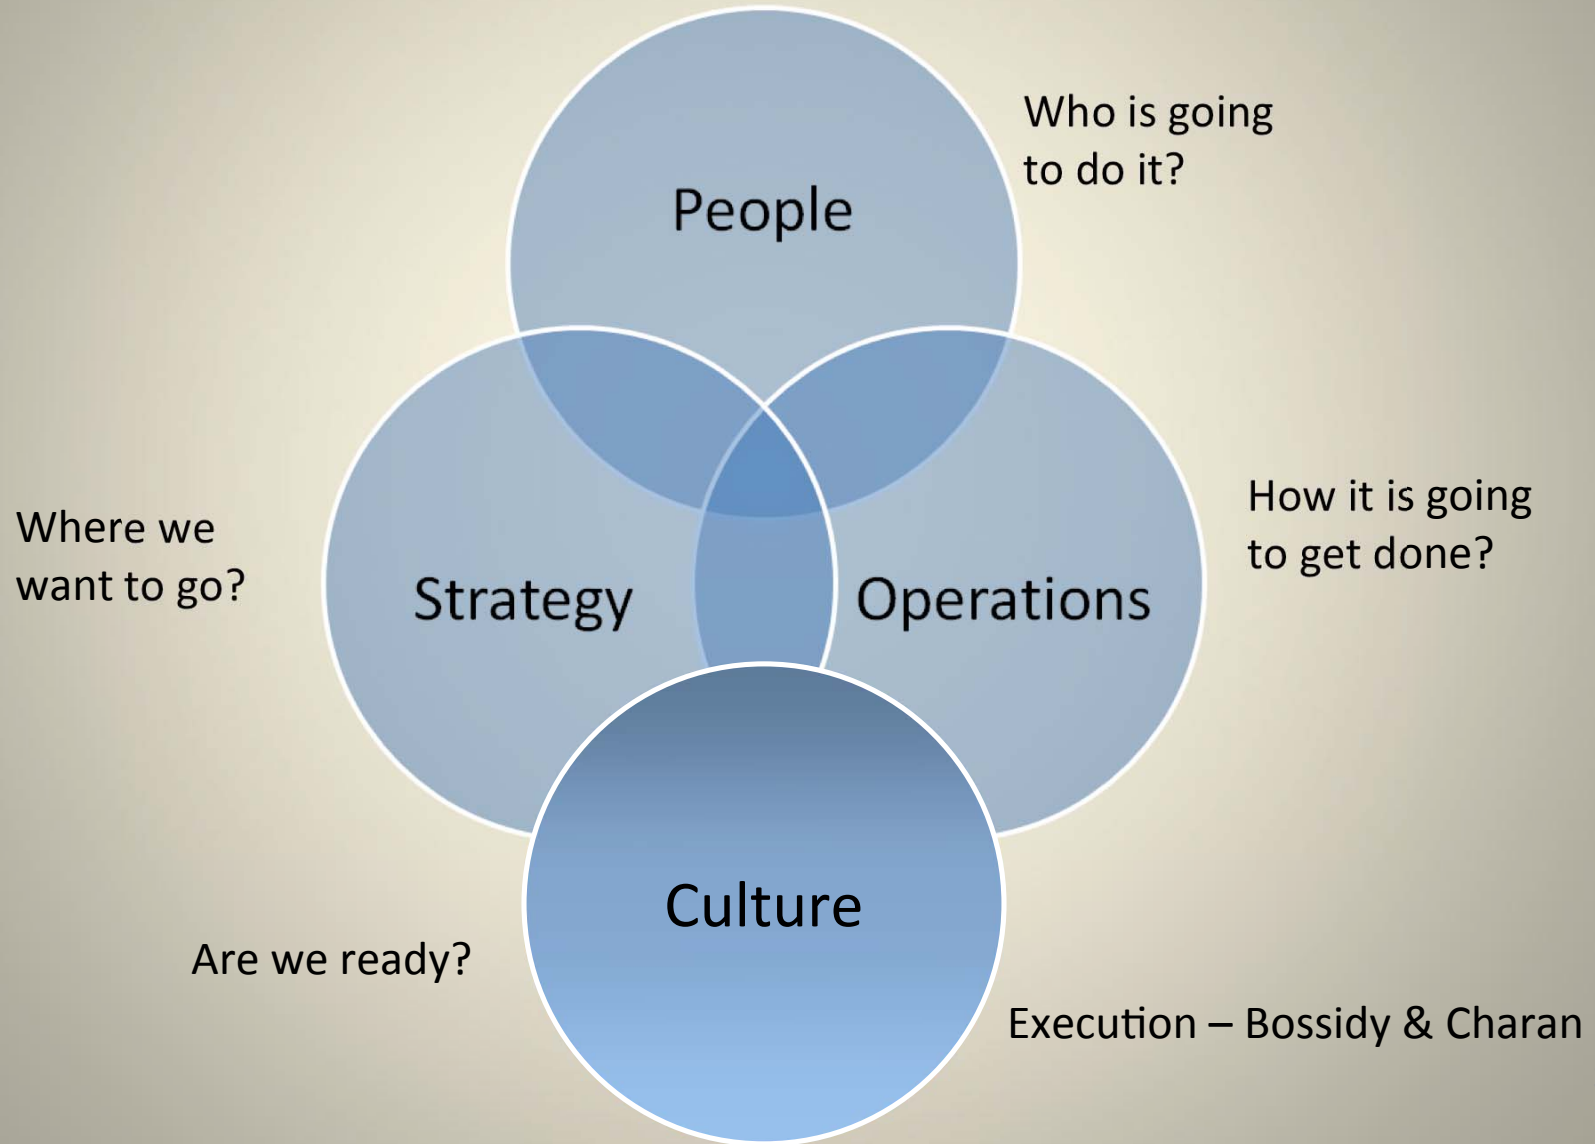 Who is going
to do it?
People
Where we
want to go?
Strategy
Operations
How it is going
to get done?
Culture
Are we ready?
Execution – Bossidy & Charan